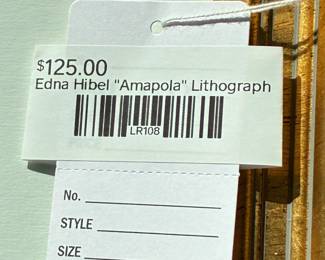 $125.00
Edna Hibel "Amapola" Lithograph
LR108
No.
STYLE
SIZE